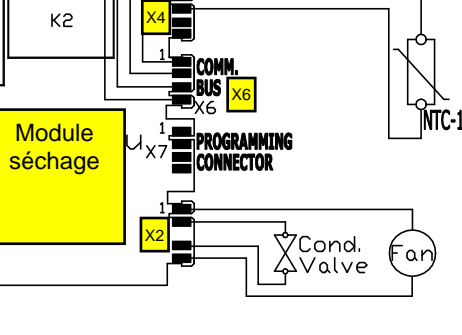 K2
X4
1
COMM.
BUS
X6
X6
NTC-1
Module
séchage
1
X7
PROGRAMMING
CONNECTOR
1
X2
Cond.
Valve
Fan